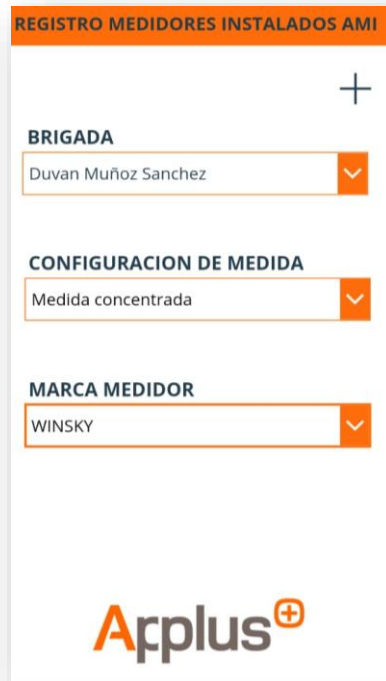 REGISTRO MEDIDORES INSTALADOS AMI
BRIGADA
Duvan Muñoz Sanchez
CONFIGURACION DE MEDIDA
Medida concentrada
MARCA MEDIDOR
WINSKY
Applus+